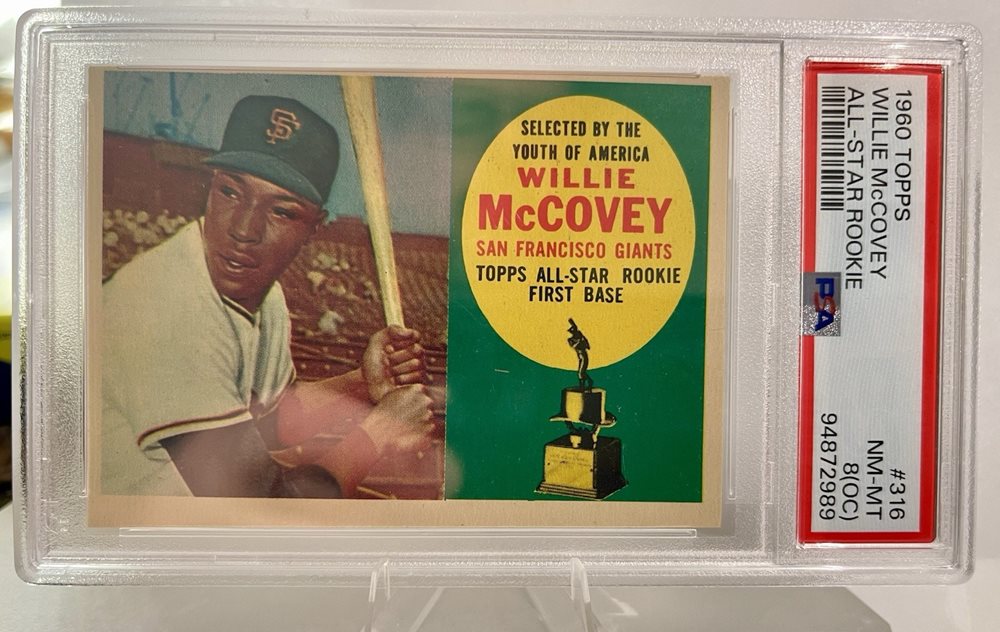 SF
SELECTED BY THE
YOUTH OF AMERICA
WILLIE
McCOVEY
SAN FRANCISCO GIANTS
TOPPS ALL-STAR ROOKIE
FIRST BASE
1960 TOPPS
WILLIE McCOVEY
ALL-STAR ROOKIE
PSA
#316
NM-MT
8(OC)
94872989